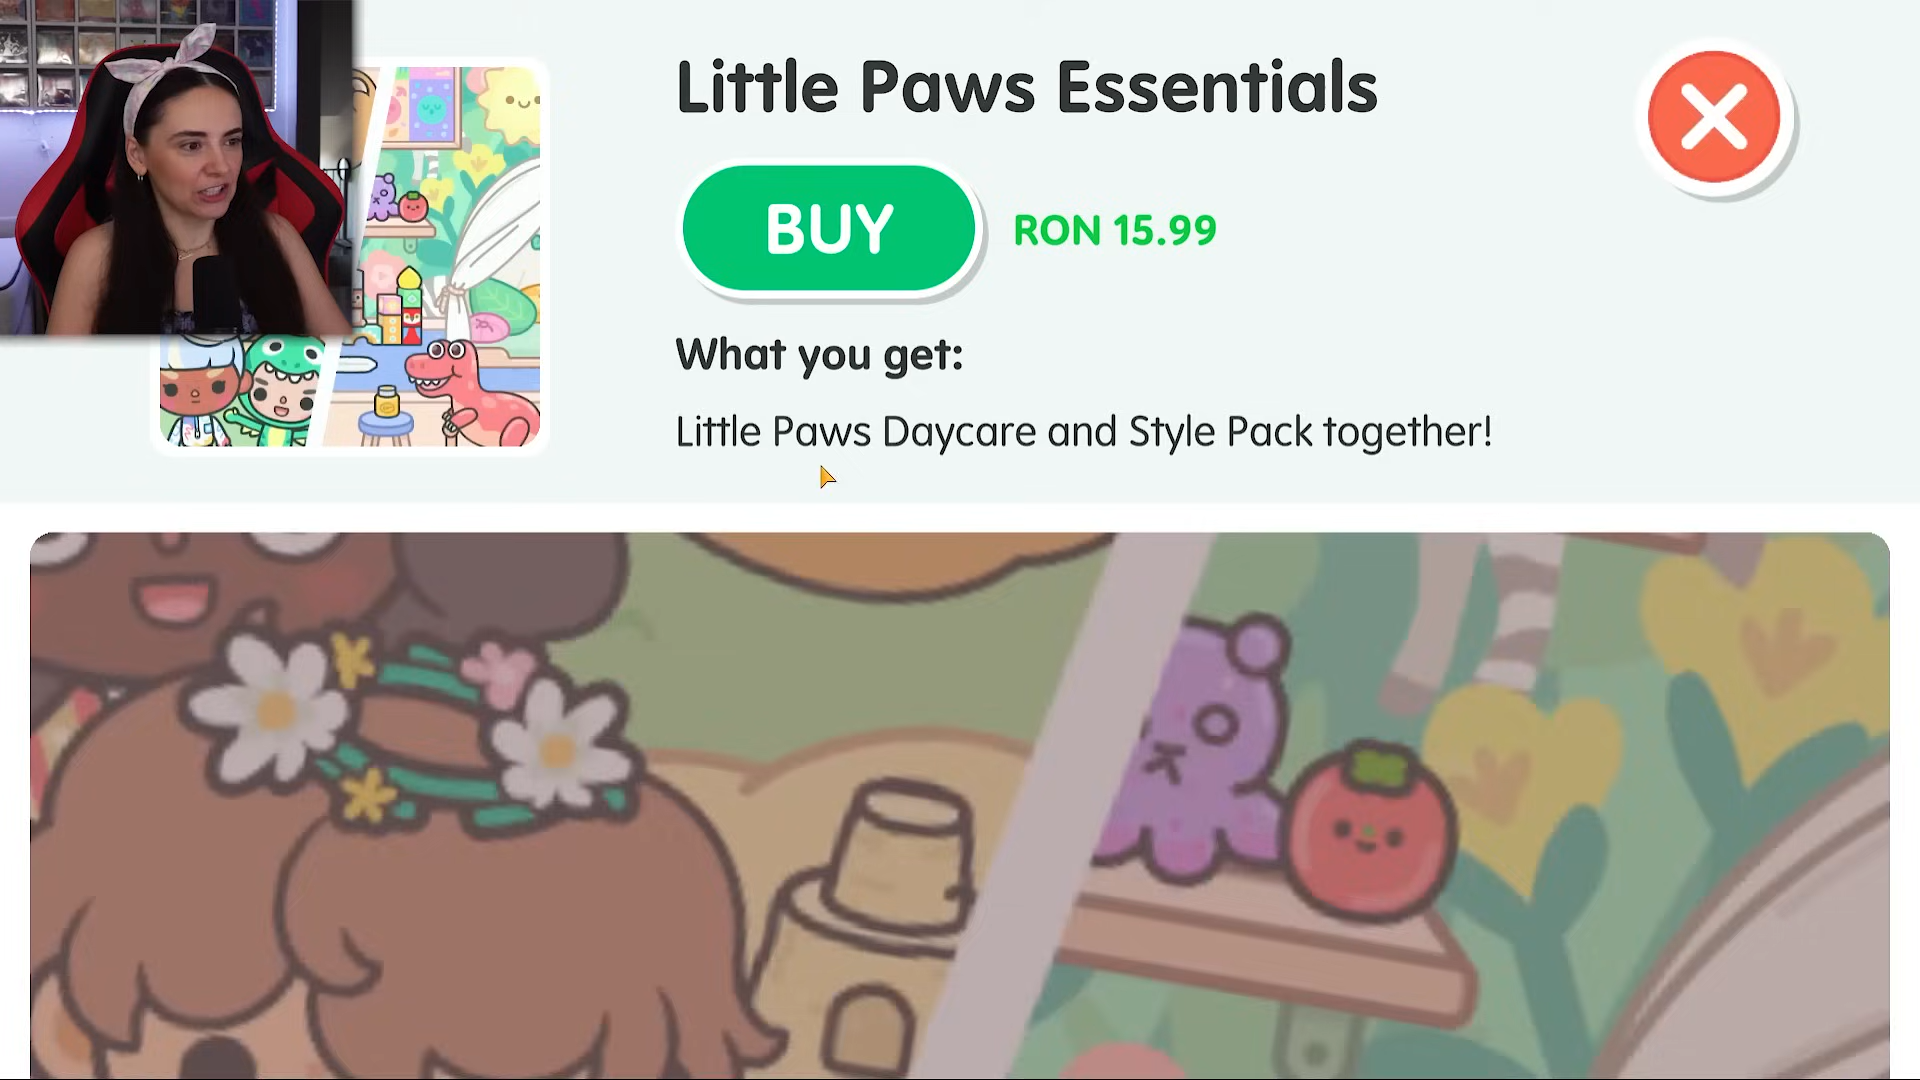 Little Paws Essentials
BUY
RON 15.99
What you get:
Little Paws Daycare and Style Pack together!